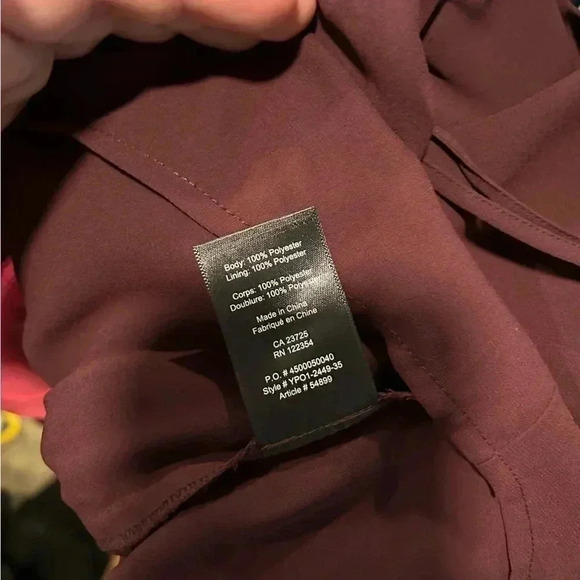 Body: 100% Polyester
Lining: 100% Polyester
Corps: 100% Polyester
Doublure: 100% Polyester
Made in China
Fabriqué en Chine
CA 23725
RN 122354
P.O. # 4500050040
Style # YPO1-2449-35
Article # 54899